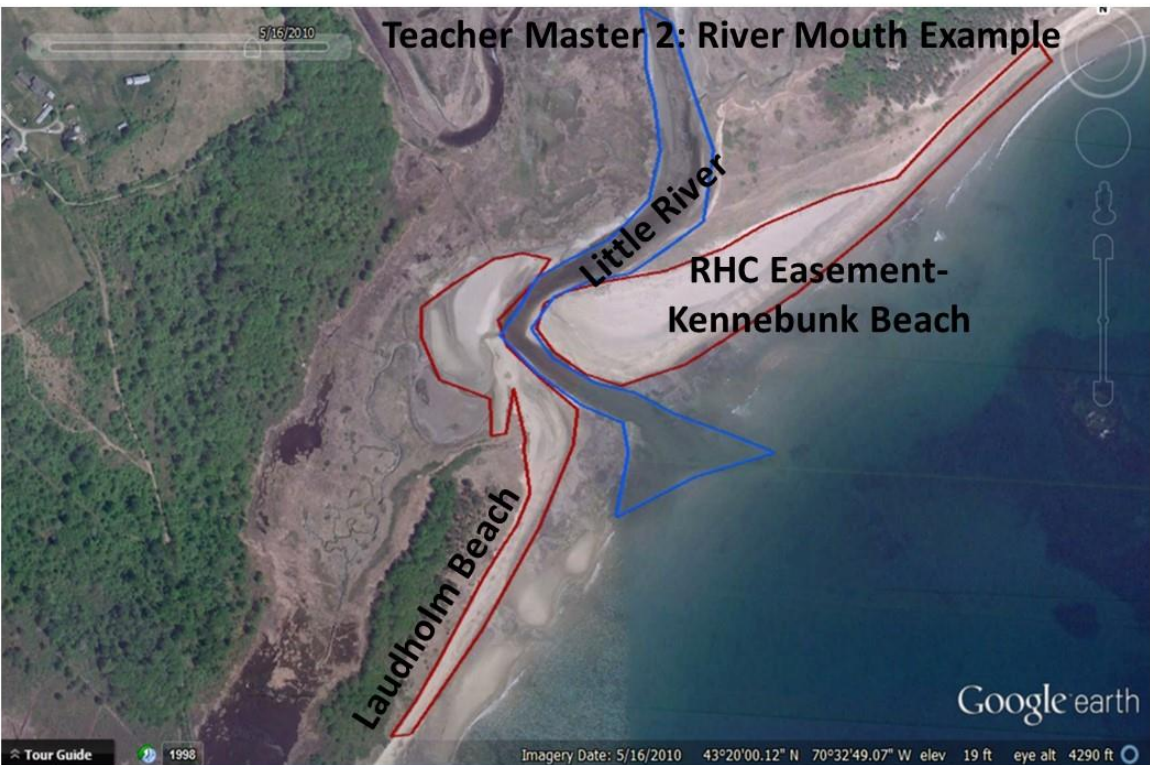 5/16/2010
Teacher Master 2: River Mouth Example
N
Little River
RHC Easement-
Kennebunk Beach
Laudholm Beach
Google earth
Tour Guide
1998
Imagery Date: 5/16/2010 43°20'00.12" N 70°32'49.07" W elev 19 ft eye alt 4290 ft